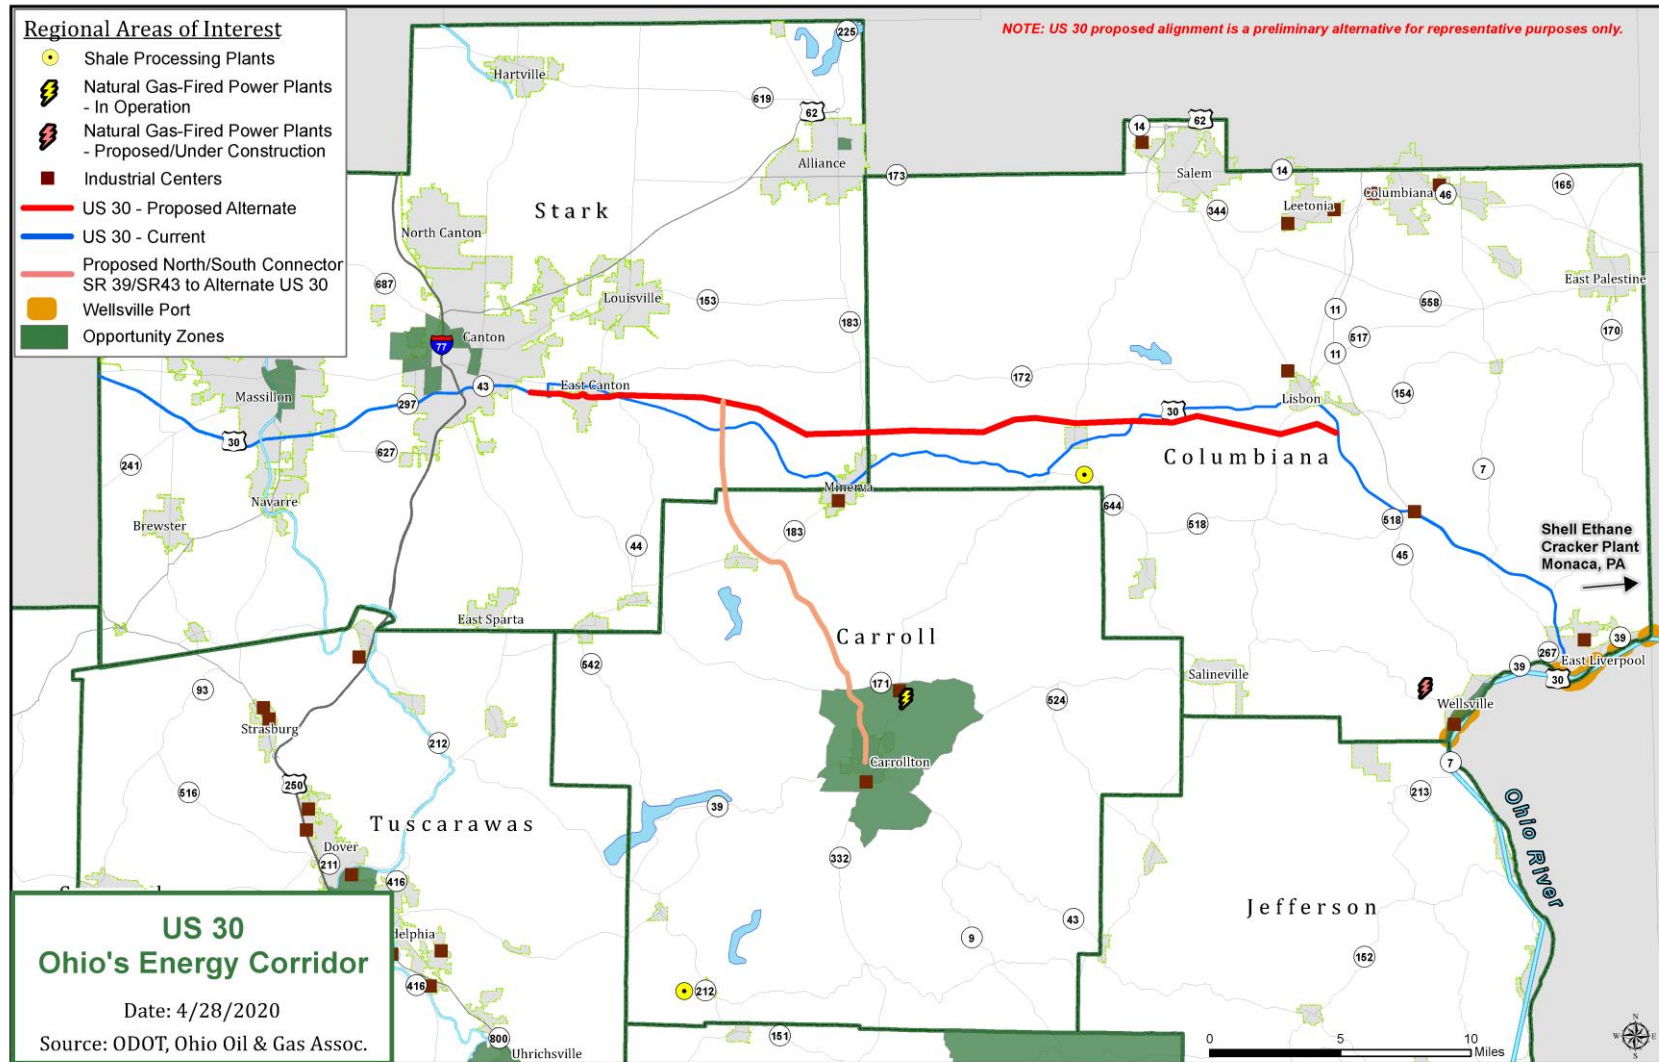 Regional Areas of Interest
Shale Processing Plants
Natural Gas-Fired Power Plants
- In Operation
Natural Gas-Fired Power Plants
- Proposed/Under Construction
Industrial Centers
US 30 - Proposed Alternate
US 30 - Current
Proposed North/South Connector
SR 39/SR43 to Alternate US 30
Wellsville Port
Opportunity Zones
NOTE: US 30 proposed alignment is a preliminary alternative for representative purposes only.
225
Hartville
619
62
Alliance
173
14
62
Salem
14
344
Leetonia
Columbiana
46
165
Stark
North Canton
687
Louisville
153
183
East Palestine
558
11
517
170
11
77
Canton
172
154
43
East Canton
Massillon
297
30
Lisbon
30
627
241
Columbiana
7
Navarre
Brewster
Minerva
183
644
518
518
45
44
Shell Ethane
Cracker Plant
Monaca, PA
East Sparta
542
Carroll
39
267
East Liverpool
39
30
Salineville
Wellsville
171
524
93
Strasburg
212
Carrollton
7
250
516
39
213
Ohio River
Tuscarawas
Dover
211
332
416
Jefferson
43
9
152
delphia
416
212
800
Uhrichsville
151
US 30
Ohio's Energy Corridor
Date: 4/28/2020
Source: ODOT, Ohio Oil & Gas Assoc.
0 5 10
Miles
N
W E
S